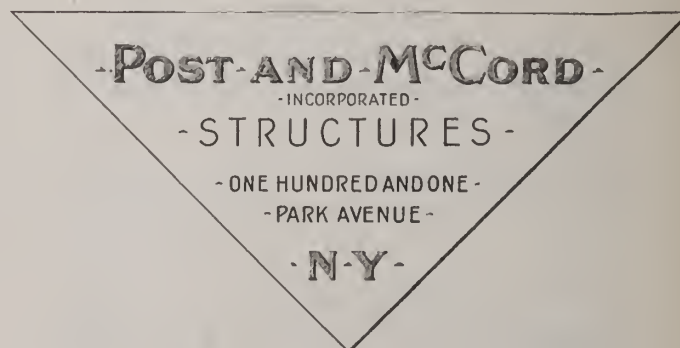 -POST-AND-McCORD-
-INCORPORATED-
-STRUCTURES-
-ONE HUNDRED AND ONE-
-PARK AVENUE-
-N-Y-